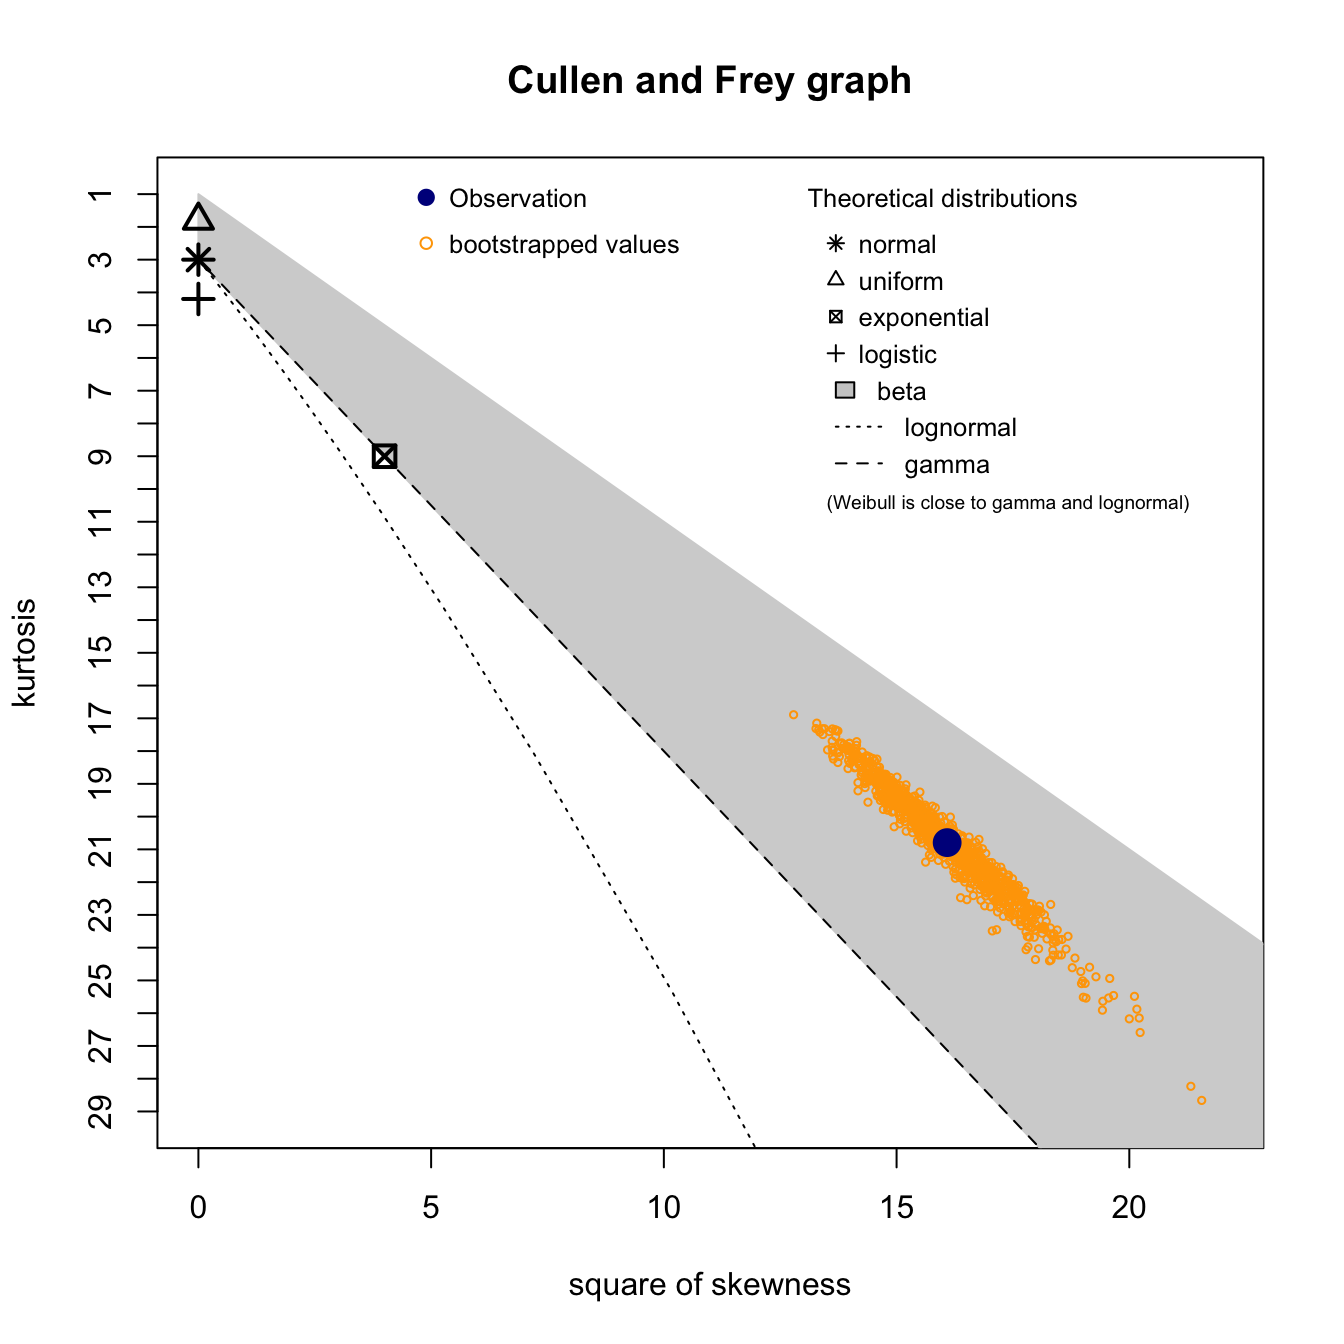 Cullen and Frey graph
Observation
bootstrapped values
Theoretical distributions
normal
uniform
exponential
logistic
beta
lognormal
gamma
(Weibull is close to gamma and lognormal)
kurtosis
1
3
5
7
9
11
13
15
17
19
21
23
25
27
29
0 5 10 15 20
square of skewness